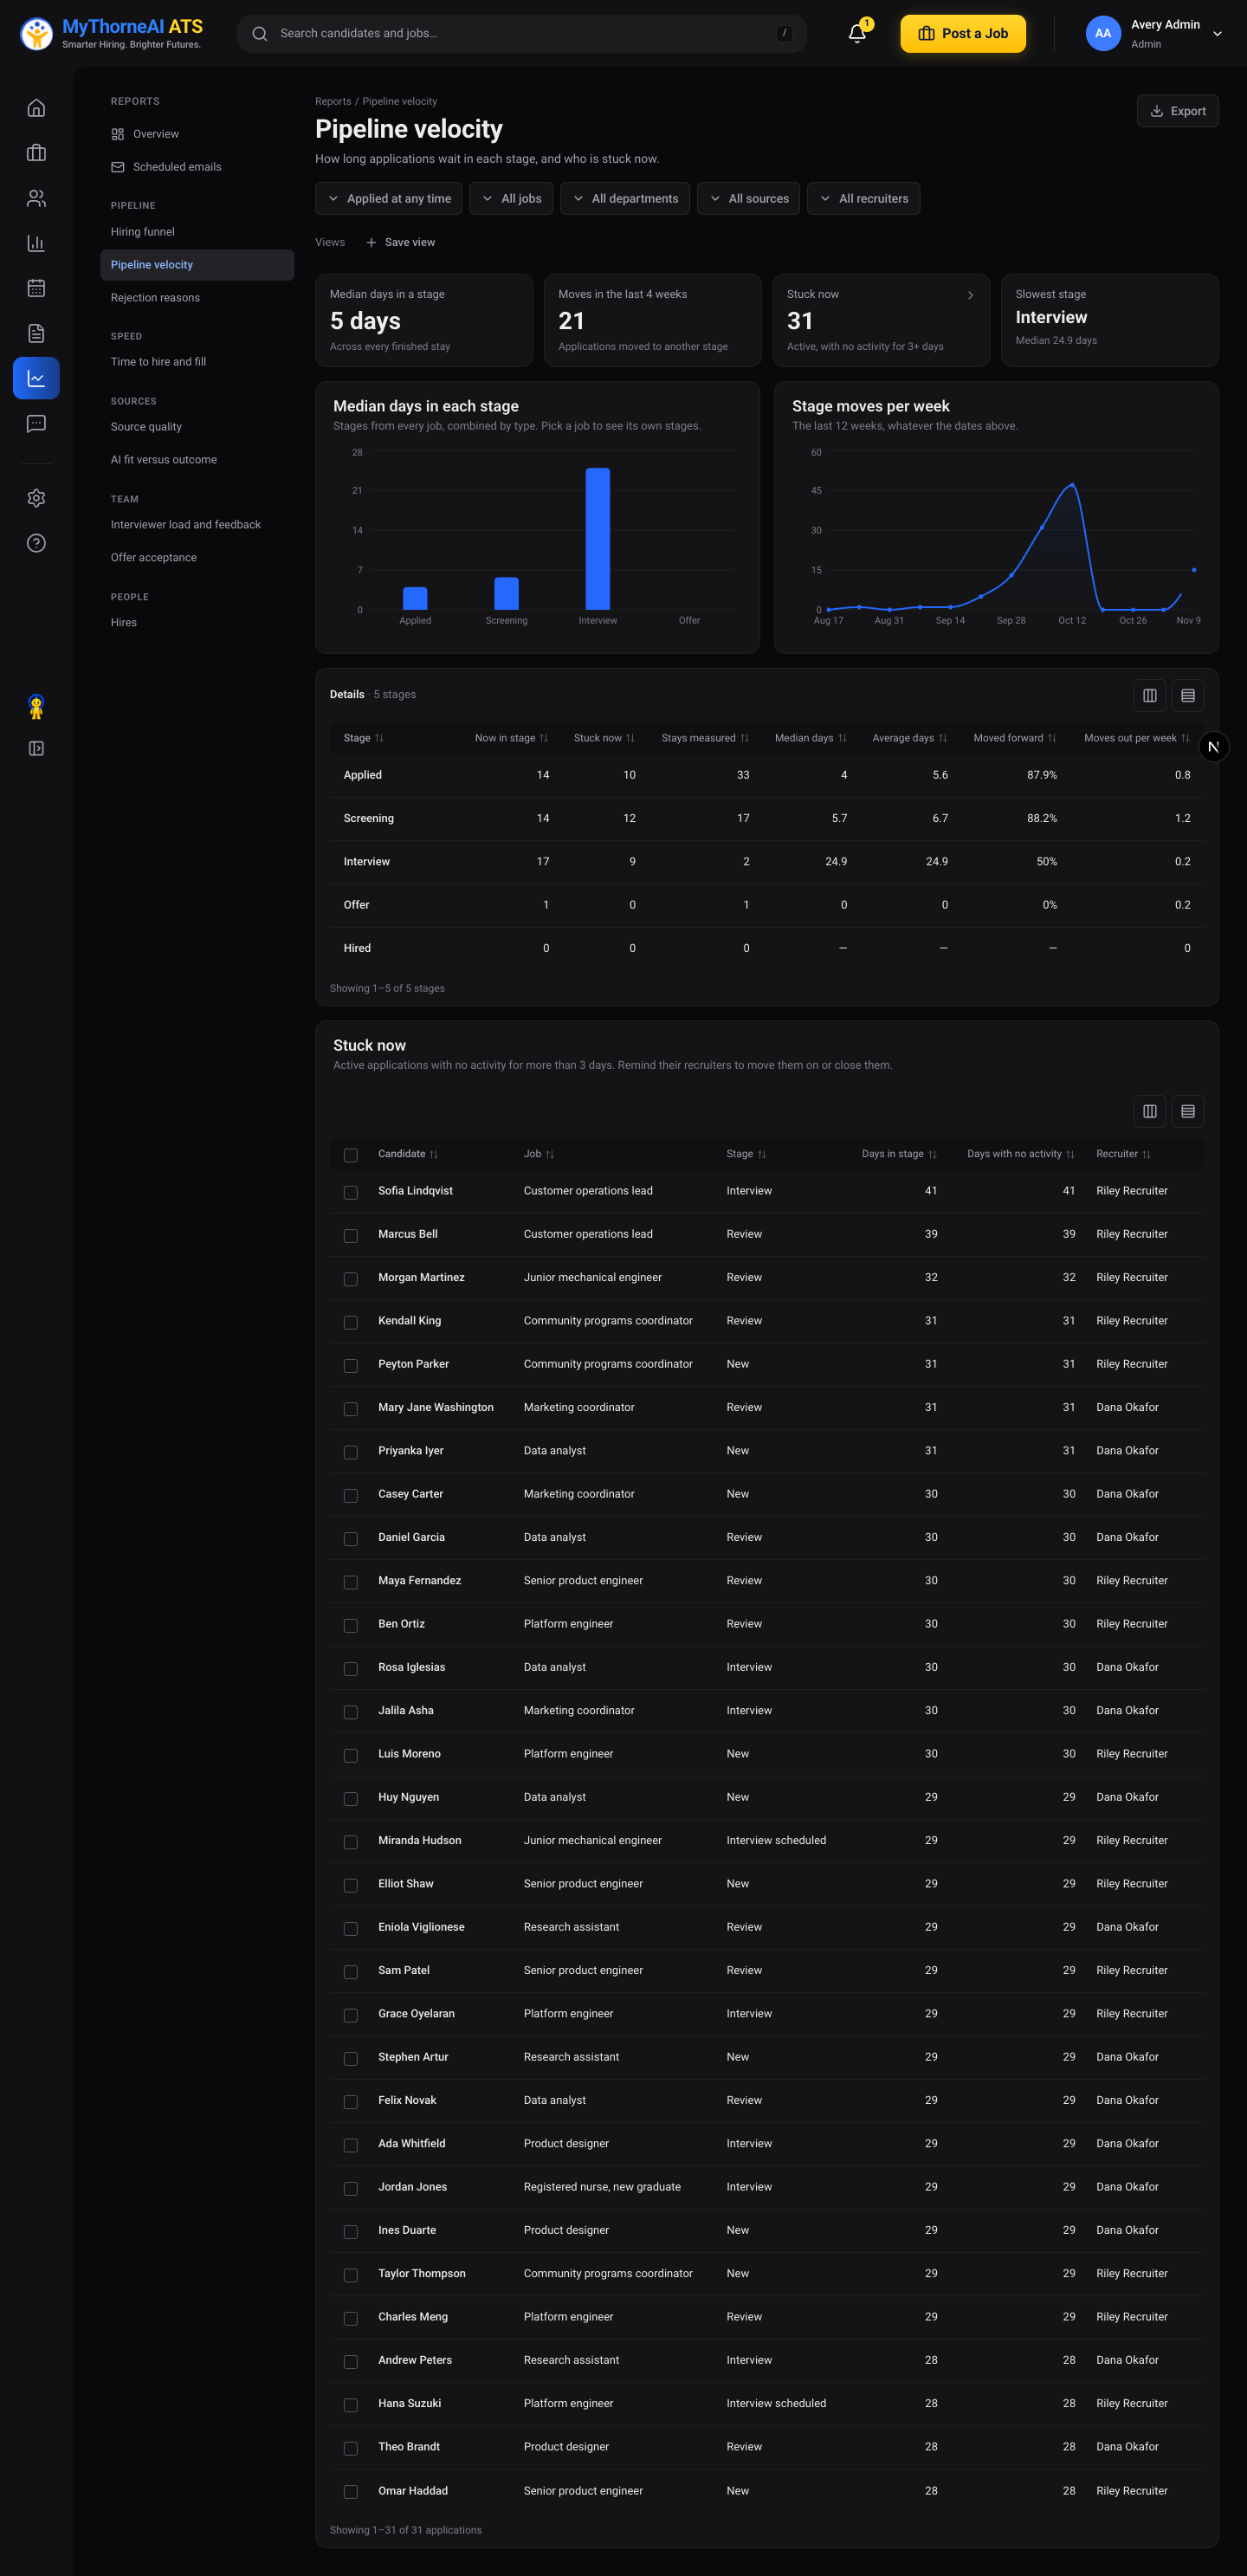 MyThorneAI ATS
Smarter Hiring. Brighter Futures.
Search candidates and jobs...
/
1
Post a Job
AA
Avery Admin
Admin
REPORTS
Overview
Scheduled emails
PIPELINE
Hiring funnel
Pipeline velocity
Rejection reasons
SPEED
Time to hire and fill
SOURCES
Source quality
AI fit versus outcome
TEAM
Interviewer load and feedback
Offer acceptance
PEOPLE
Hires
Reports / Pipeline velocity
Pipeline velocity
How long applications wait in each stage, and who is stuck now.
Export
Applied at any time
All jobs
All departments
All sources
All recruiters
Views
Save view
Median days in a stage
5 days
Across every finished stay
Moves in the last 4 weeks
21
Applications moved to another stage
Stuck now
31
Active, with no activity for 3+ days
Slowest stage
Interview
Median 24.9 days
Median days in each stage
Stages from every job, combined by type. Pick a job to see its own stages.
28
21
14
7
0
Applied Screening Interview Offer
Stage moves per week
The last 12 weeks, whatever the dates above.
60
45
30
15
0
Aug 17 Aug 31 Sep 14 Sep 28 Oct 12 Oct 26 Nov 9
Details · 5 stages
Stage Now in stage Stuck now Stays measured Median days Average days Moved forward Moves out per week
N
Applied 14 10 33 4 5.6 87.9% 0.8
Screening 14 12 17 5.7 6.7 88.2% 1.2
Interview 17 9 2 24.9 24.9 50% 0.2
Offer 1 0 1 0 0 0% 0.2
Hired 0 0 0 — — — 0
Showing 1–5 of 5 stages
Stuck now
Active applications with no activity for more than 3 days. Remind their recruiters to move them on or close them.
Candidate Job Stage Days in stage Days with no activity Recruiter
Sofia Lindqvist Customer operations lead Interview 41 41 Riley Recruiter
Marcus Bell Customer operations lead Review 39 39 Riley Recruiter
Morgan Martinez Junior mechanical engineer Review 32 32 Riley Recruiter
Kendall King Community programs coordinator Review 31 31 Riley Recruiter
Peyton Parker Community programs coordinator New 31 31 Riley Recruiter
Mary Jane Washington Marketing coordinator Review 31 31 Dana Okafor
Priyanka Iyer Data analyst New 31 31 Dana Okafor
Casey Carter Marketing coordinator New 30 30 Dana Okafor
Daniel Garcia Data analyst Review 30 30 Dana Okafor
Maya Fernandez Senior product engineer Review 30 30 Riley Recruiter
Ben Ortiz Platform engineer Review 30 30 Riley Recruiter
Rosa Iglesias Data analyst Interview 30 30 Dana Okafor
Jalila Asha Marketing coordinator Interview 30 30 Dana Okafor
Luis Moreno Platform engineer New 30 30 Riley Recruiter
Huy Nguyen Data analyst New 29 29 Dana Okafor
Miranda Hudson Junior mechanical engineer Interview scheduled 29 29 Riley Recruiter
Elliot Shaw Senior product engineer New 29 29 Riley Recruiter
Eniola Viglionese Research assistant Review 29 29 Dana Okafor
Sam Patel Senior product engineer Review 29 29 Riley Recruiter
Grace Oyelaran Platform engineer Interview 29 29 Riley Recruiter
Stephen Artur Research assistant New 29 29 Dana Okafor
Felix Novak Data analyst Review 29 29 Dana Okafor
Ada Whitfield Product designer Interview 29 29 Dana Okafor
Jordan Jones Registered nurse, new graduate Interview 29 29 Dana Okafor
Ines Duarte Product designer New 29 29 Dana Okafor
Taylor Thompson Community programs coordinator New 29 29 Riley Recruiter
Charles Meng Platform engineer Review 29 29 Riley Recruiter
Andrew Peters Research assistant Interview 28 28 Dana Okafor
Hana Suzuki Platform engineer Interview scheduled 28 28 Riley Recruiter
Theo Brandt Product designer Review 28 28 Dana Okafor
Omar Haddad Senior product engineer New 28 28 Riley Recruiter
Showing 1–31 of 31 applications